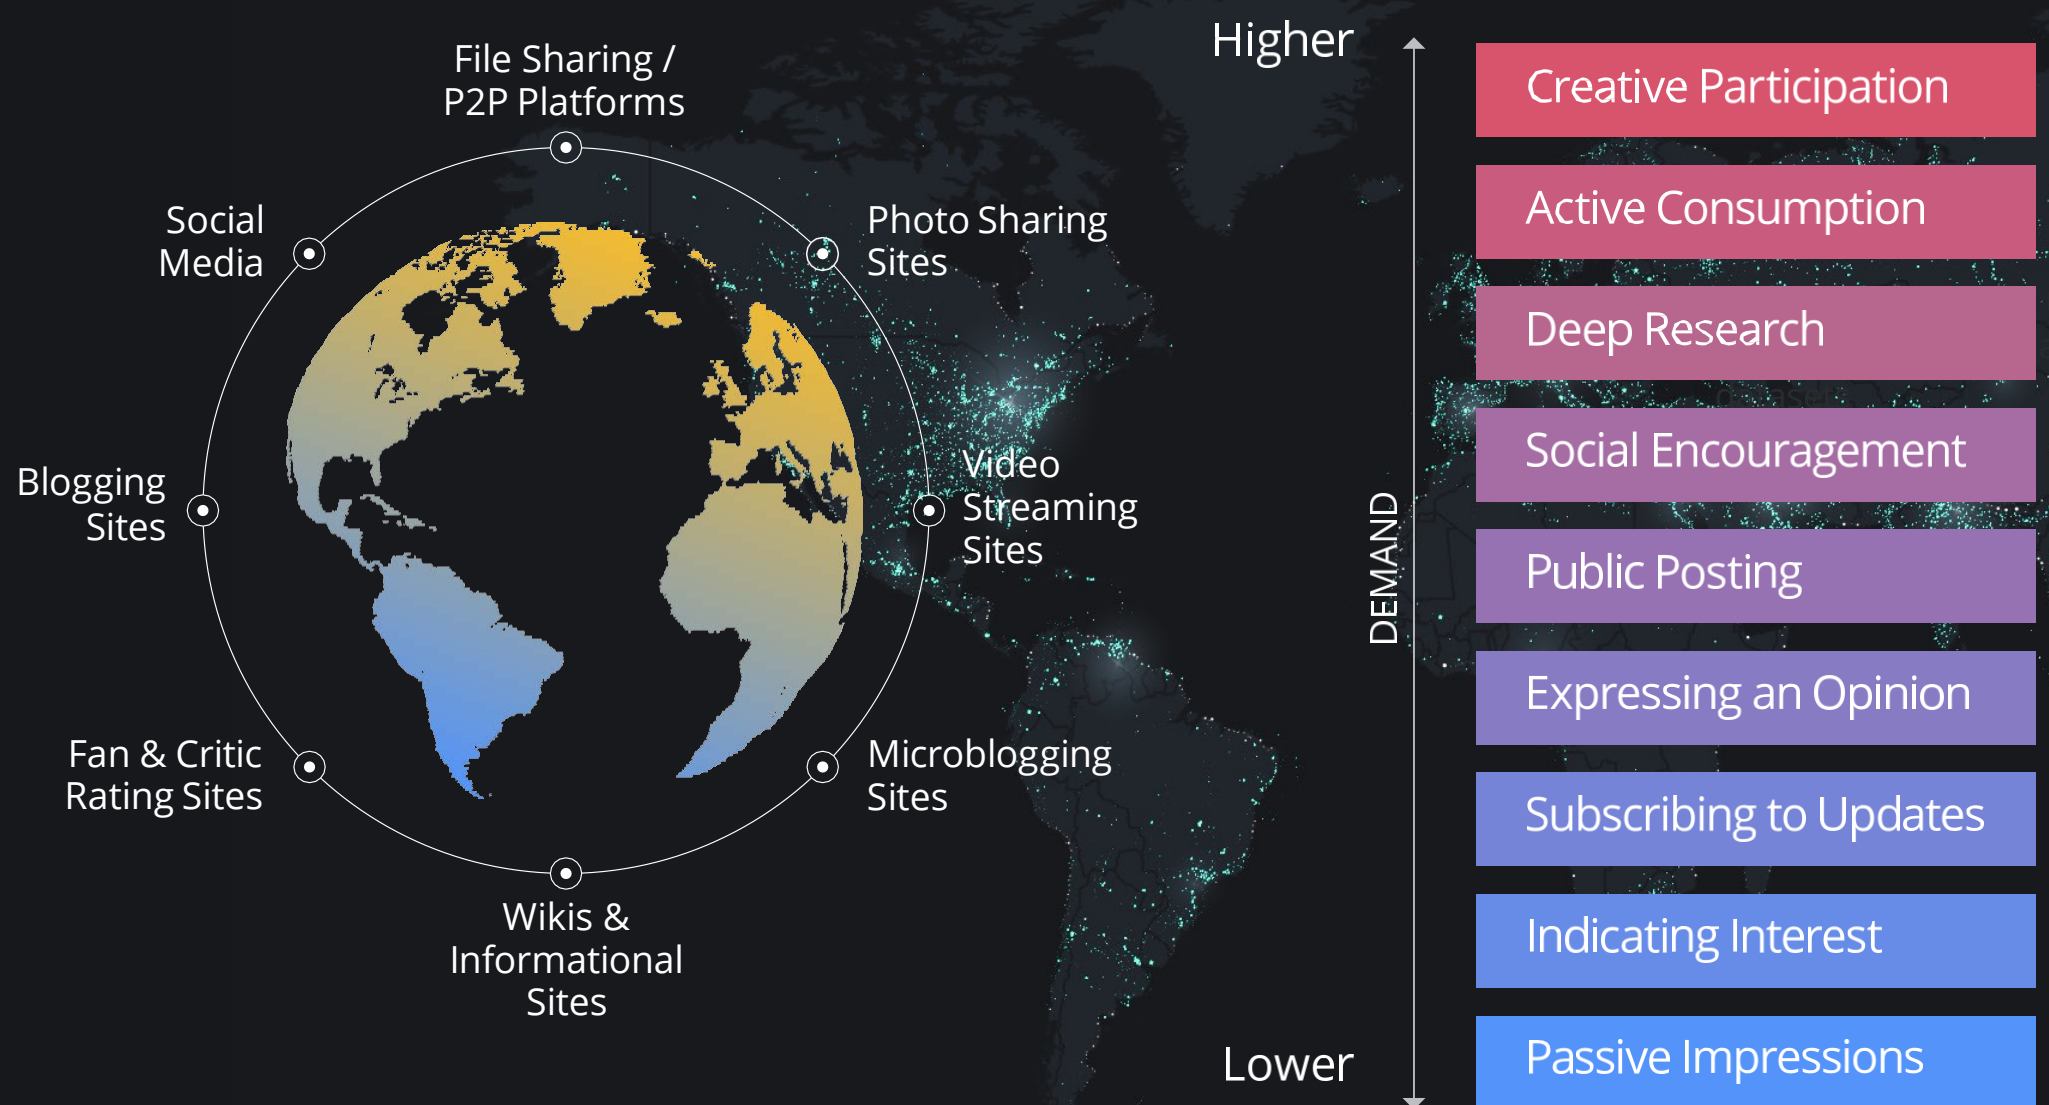 File Sharing /
P2P Platforms
Social
Media
Photo Sharing
Sites
Blogging
Sites
Video
Streaming
Sites
Fan & Critic
Rating Sites
Microblogging
Sites
Wikis &
Informational
Sites
Higher
DEMAND
Lower
Creative Participation
Active Consumption
Deep Research
Social Encouragement
Public Posting
Expressing an Opinion
Subscribing to Updates
Indicating Interest
Passive Impressions